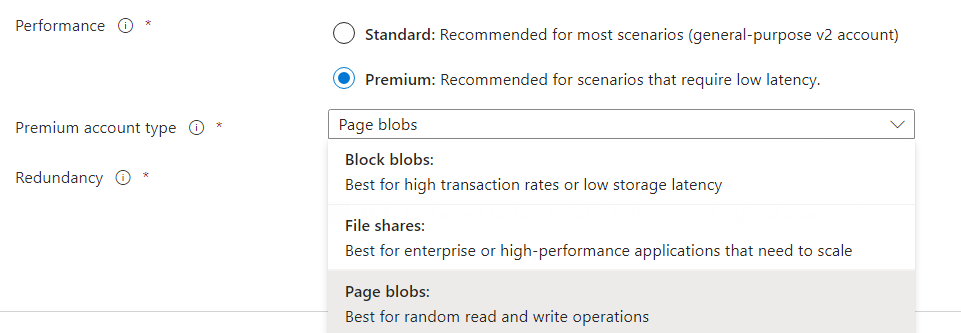 Performance *
Standard: Recommended for most scenarios (general-purpose v2 account)
Premium: Recommended for scenarios that require low latency.
Premium account type *
Page blobs
Block blobs:
Best for high transaction rates or low storage latency
Redundancy *
File shares:
Best for enterprise or high-performance applications that need to scale
Page blobs:
Best for random read and write operations